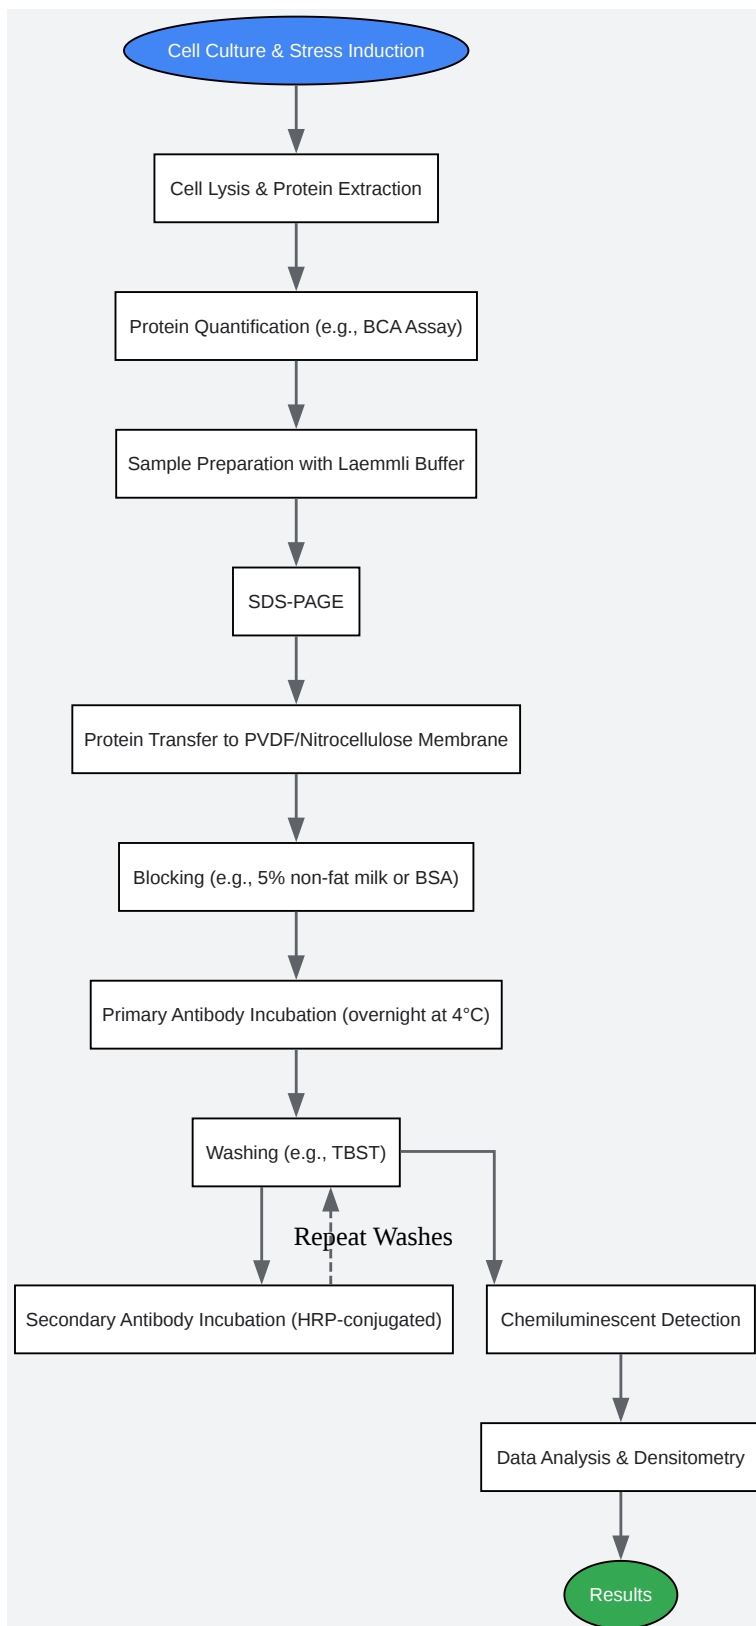 Cell Culture & Stress Induction
Cell Lysis & Protein Extraction
Protein Quantification (e.g., BCA Assay)
Sample Preparation with Laemmli Buffer
SDS-PAGE
Protein Transfer to PVDF/Nitrocellulose Membrane
Blocking (e.g., 5% non-fat milk or BSA)
Primary Antibody Incubation (overnight at 4°C)
Washing (e.g., TBST)
Repeat Washes
Secondary Antibody Incubation (HRP-conjugated)
Chemiluminescent Detection
Data Analysis & Densitometry
Results